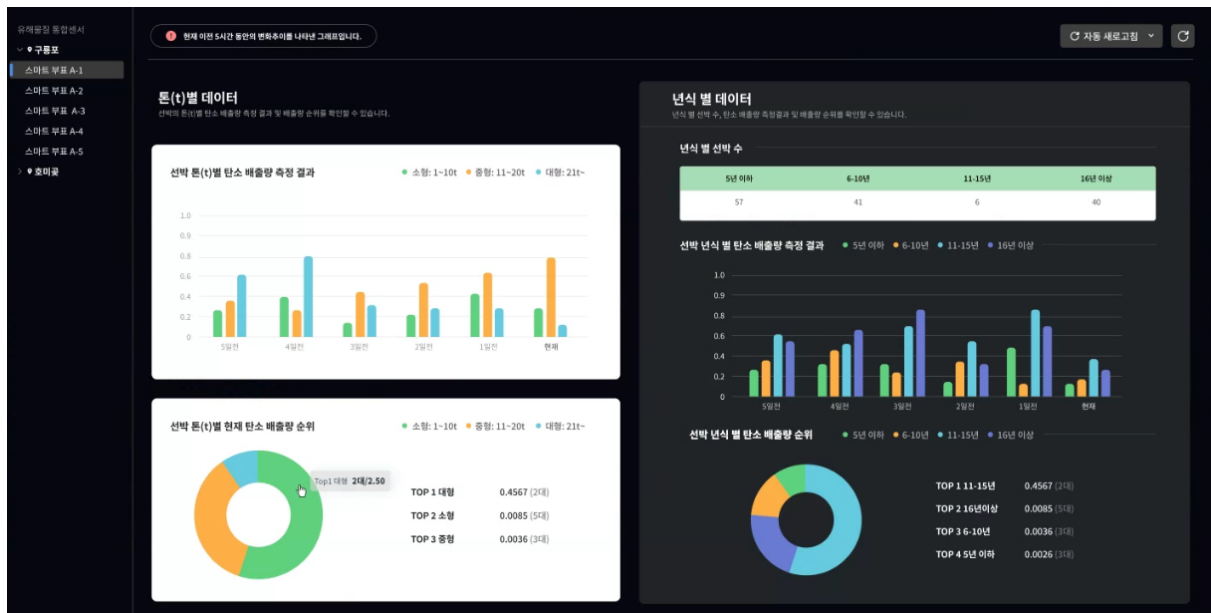 유해물질 통합센서
구룡포
스마트 부표 A-1
스마트 부표 A-2
스마트 부표 A-3
스마트 부표 A-4
스마트 부표 A-5
호미곶
현재 이전 5시간 동안의 변화추이를 나타낸 그래프입니다.
자동 새로고침
톤(t)별 데이터
선박의 톤(t)별 탄소 배출량 측정 결과 및 배출량 순위를 확인할 수 있습니다.
선박 톤(t)별 탄소 배출량 측정 결과
소형: 1~10t 중형: 11~20t 대형: 21t~
1.0
0.9
0.8
0.6
0.4
0.2
0
5일전 4일전 3일전 2일전 1일전 현재
선박 톤(t)별 현재 탄소 배출량 순위
소형: 1~10t 중형: 11~20t 대형: 21t~
Top1 대형 2대/2.50
TOP 1 대형 0.4567 (2대)
TOP 2 소형 0.0085 (5대)
TOP 3 중형 0.0036 (3대)
년식 별 데이터
년식 별 선박 수, 탄소 배출량 측정결과 및 배출량 순위를 확인할 수 있습니다.
년식 별 선박 수
5년 이하 6-10년 11-15년 16년 이상
57 41 6 40
선박 년식 별 탄소 배출량 측정 결과
5년 이하 6-10년 11-15년 16년 이상
1.0
0.9
0.8
0.6
0.4
0.2
0
5일전 4일전 3일전 2일전 1일전 현재
선박 년식 별 탄소 배출량 순위
5년 이하 6-10년 11-15년 16년 이상
TOP 1 11-15년 0.4567 (2대)
TOP 2 16년이상 0.0085 (5대)
TOP 3 6-10년 0.0036 (3대)
TOP 4 5년 이하 0.0026 (3대)